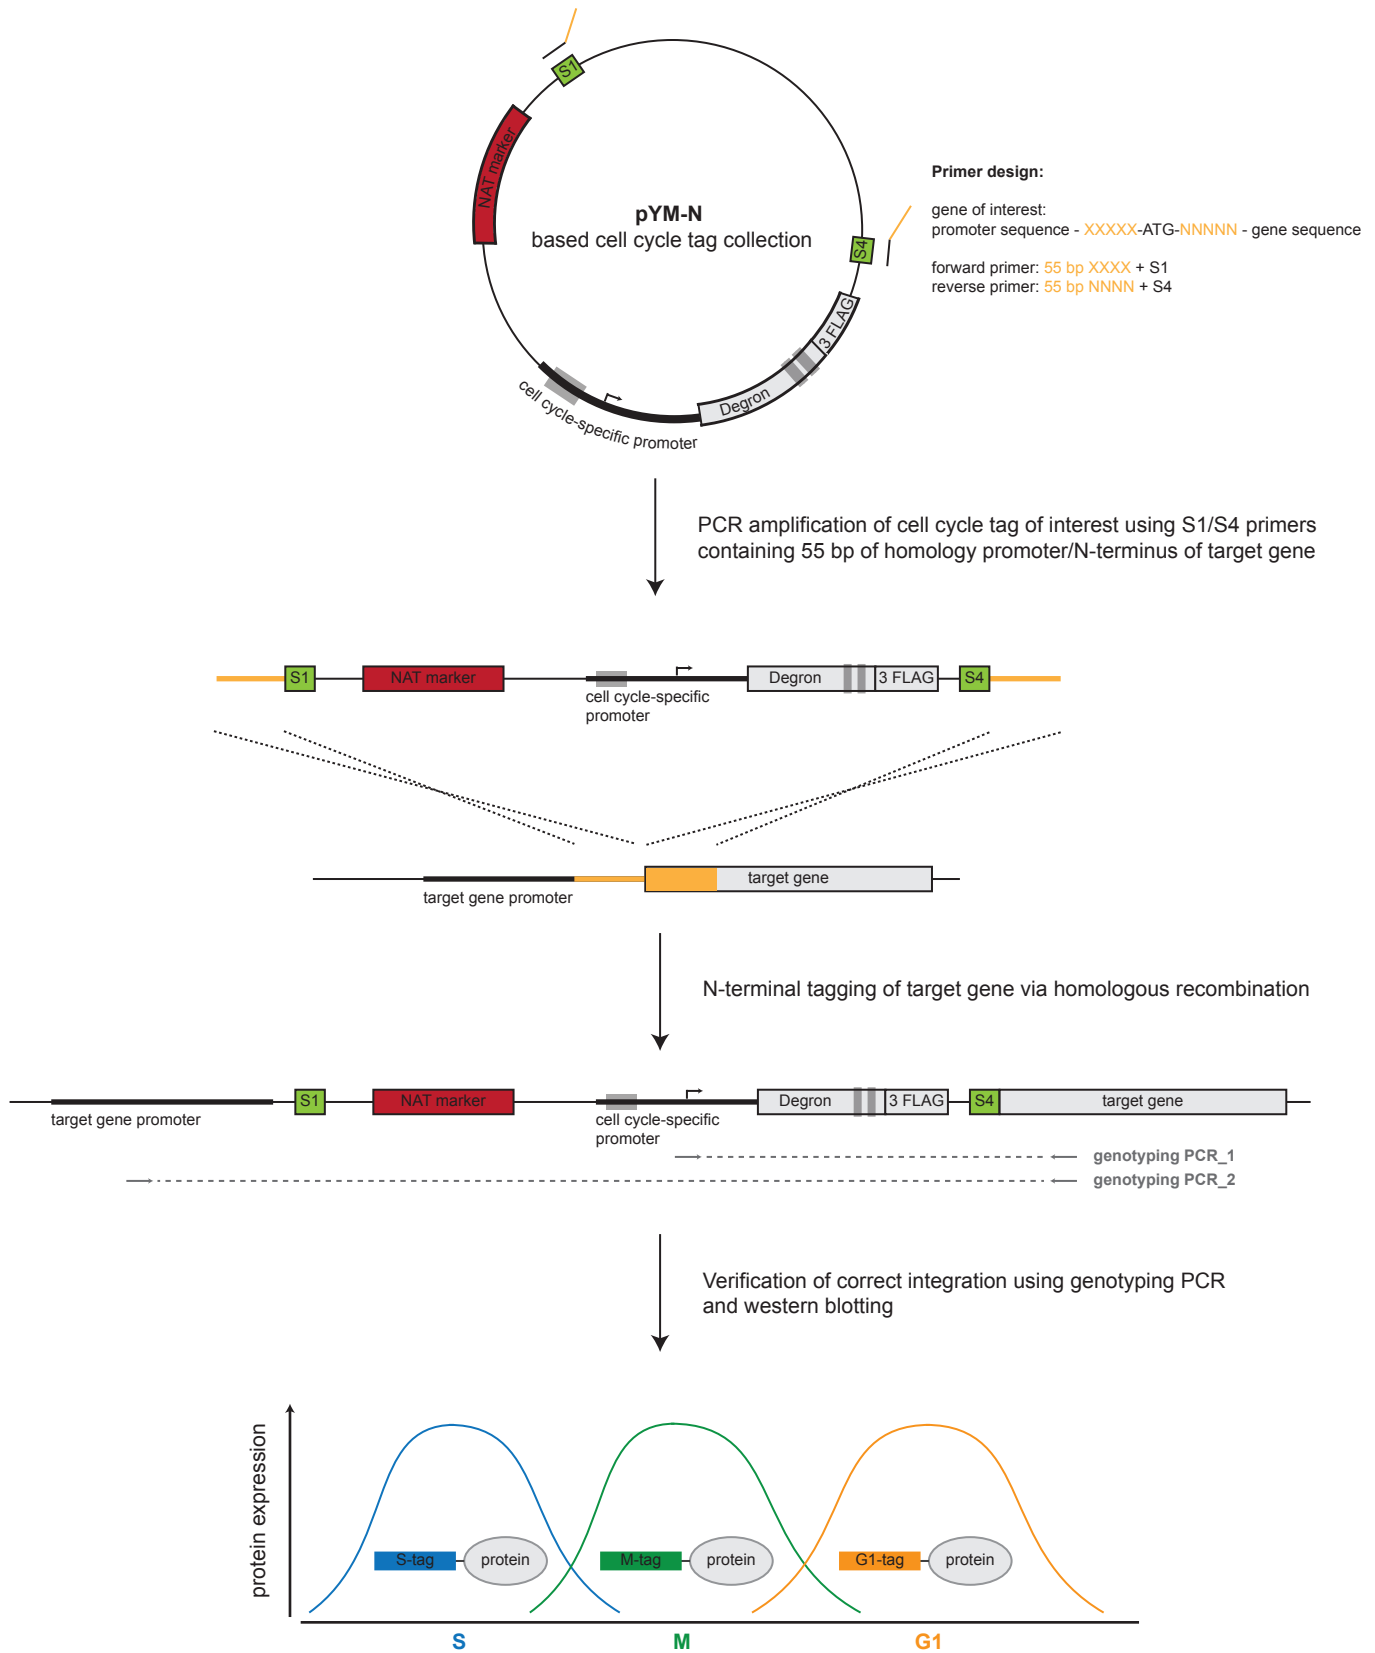 S1
NAT marker
pYM-N
based cell cycle tag collection
S4
3 FLAG
Degron
cell cycle-specific promoter
Primer design:
gene of interest:
promoter sequence - XXXXX-ATG-NNNNN - gene sequence
forward primer: 55 bp XXXX + S1
reverse primer: 55 bp NNNN + S4
PCR amplification of cell cycle tag of interest using S1/S4 primers
containing 55 bp of homology promoter/N-terminus of target gene
S1 NAT marker Degron 3 FLAG S4
cell cycle-specific
promoter
target gene
target gene promoter
N-terminal tagging of target gene via homologous recombination
S1 NAT marker Degron 3 FLAG S4 target gene
target gene promoter cell cycle-specific
promoter
genotyping PCR_1
genotyping PCR_2
Verification of correct integration using genotyping PCR
and western blotting
protein expression
S-tag protein M-tag protein G1-tag protein
S M G1